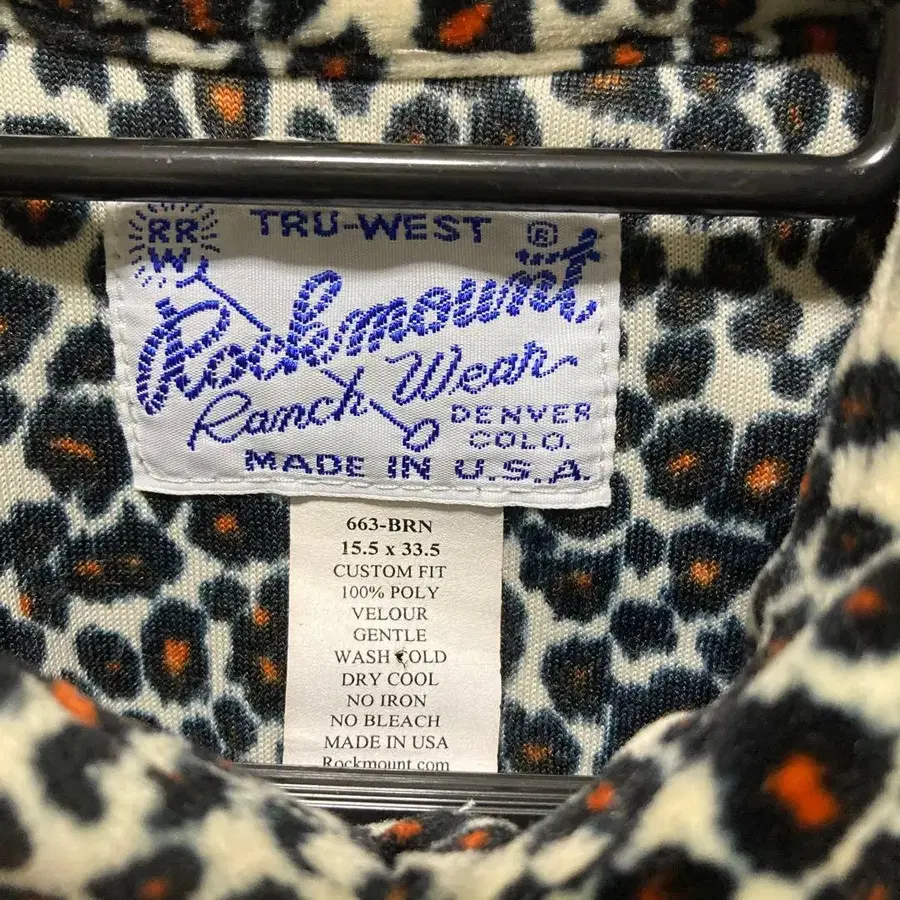 RR
W
TRU-WEST
®
Rockmount
Ranch Wear
DENVER
COLO.
MADE IN U.S.A.
663-BRN
15.5 x 33.5
CUSTOM FIT
100% POLY
VELOUR
GENTLE
WASH COLD
DRY COOL
NO IRON
NO BLEACH
MADE IN USA
Rockmount.com